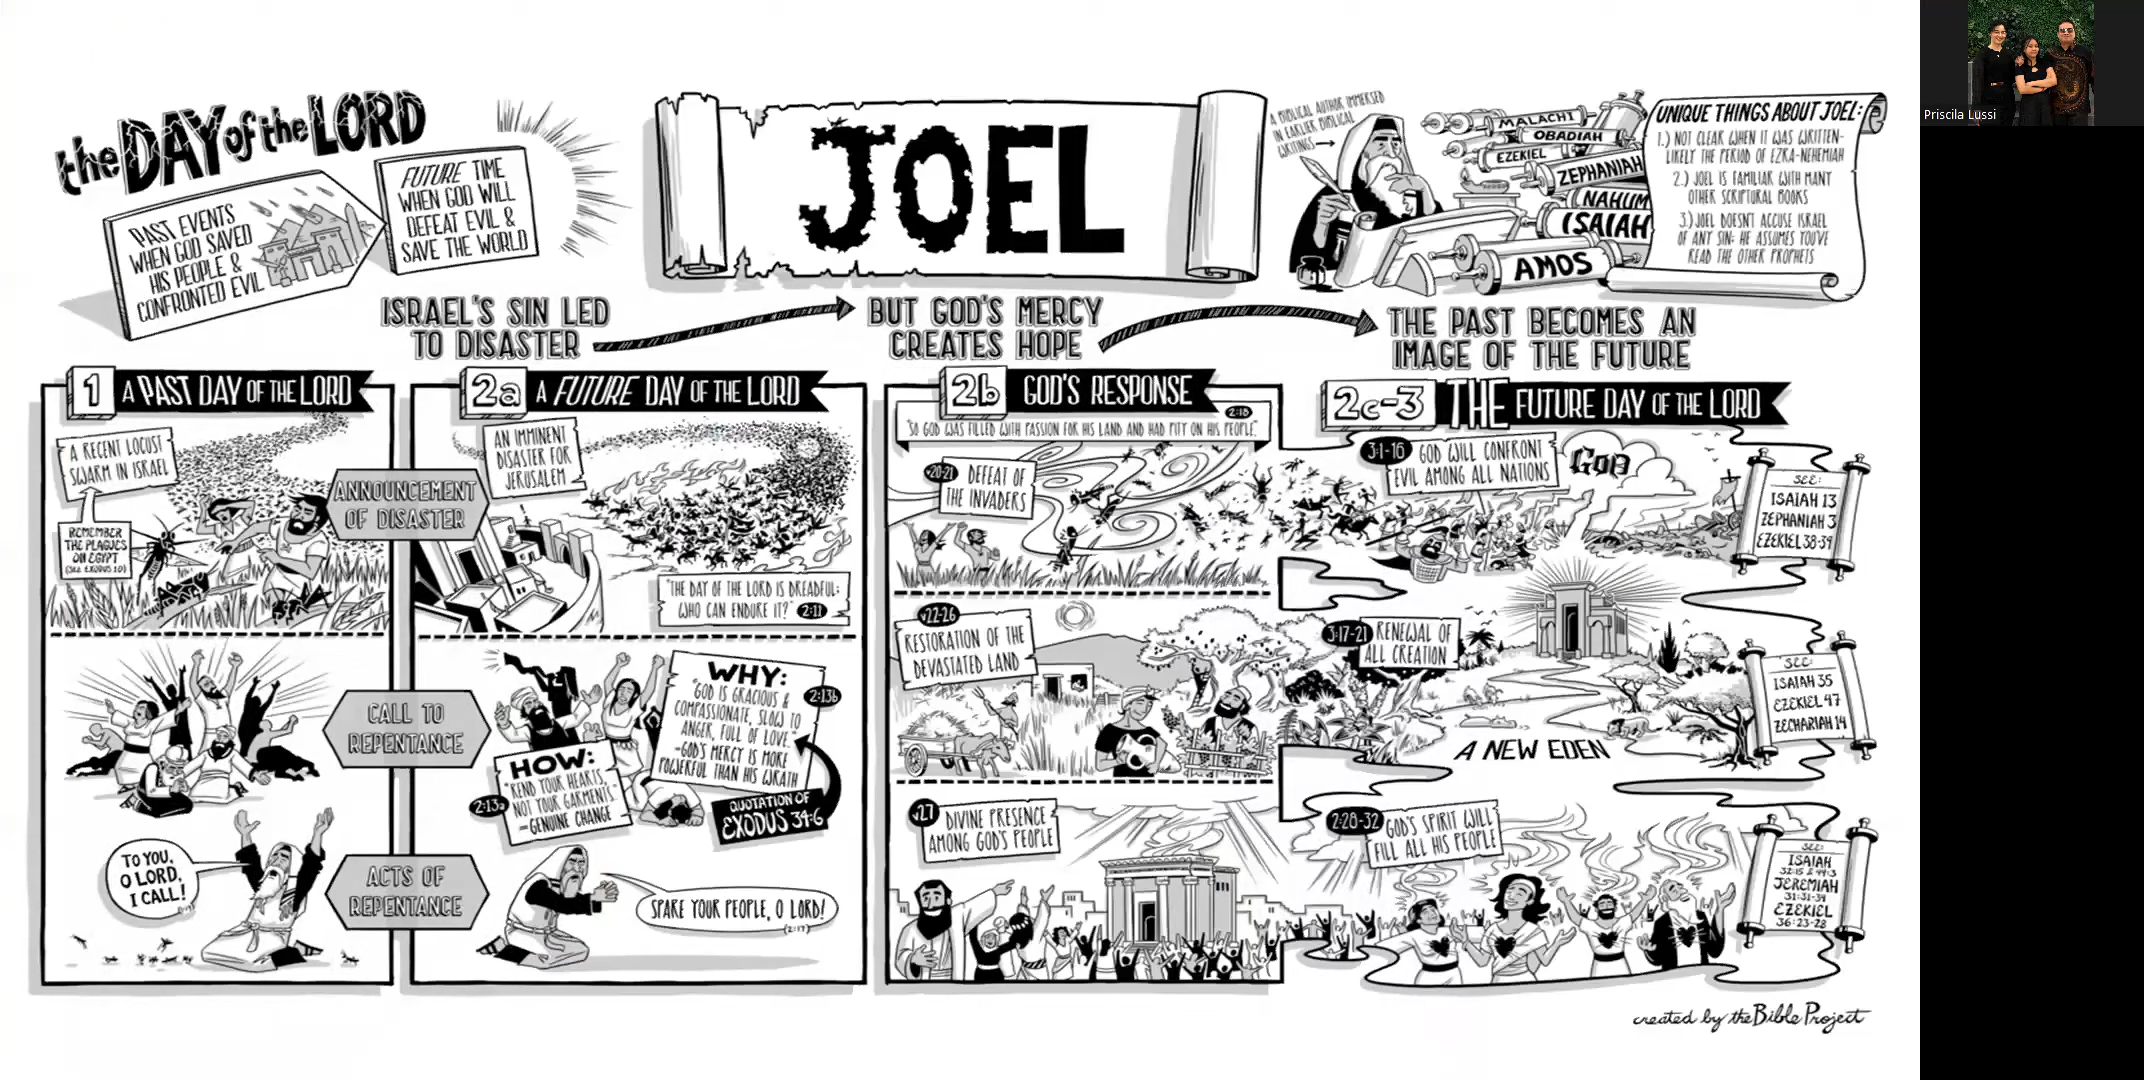 the DAY of the LORD
PAST EVENTS
WHEN GOD SAVED
HIS PEOPLE &
CONFRONTED EVIL
FUTURE TIME
WHEN GOD WILL
DEFEAT EVIL &
SAVE THE WORLD
JOEL
A BIBLICAL AUTHOR IMMERSED
IN EARLIER BIBLICAL
WRITINGS
MALACHI
OBADIAH
EZEKIEL
ZEPHANIAH
NAHUM
ISAIAH
AMOS
UNIQUE THINGS ABOUT JOEL:
1.) NOT CLEAR WHEN IT WAS WRITTEN-
LIKELY THE PERIOD OF EZRA-NEHEMIAH
2.) JOEL IS FAMILIAR WITH MANY
OTHER SCRIPTURAL BOOKS
3.) JOEL DOESN'T ACCUSE ISRAEL
OF ANY SIN: HE ASSUMES YOU'VE
READ THE OTHER PROPHETS
Priscila Lussi
ISRAEL'S SIN LED
TO DISASTER
BUT GOD'S MERCY
CREATES HOPE
THE PAST BECOMES AN
IMAGE OF THE FUTURE
1 A PAST DAY OF THE LORD
A RECENT LOCUST
SWARM IN ISRAEL
REMEMBER
THE PLAGUES
ON EGYPT
(SEE EXODUS 10)
ANNOUNCEMENT
OF DISASTER
CALL TO
REPENTANCE
TO YOU,
O LORD,
I CALL!
ACTS OF
REPENTANCE
2a A FUTURE DAY OF THE LORD
AN IMMINENT
DISASTER FOR
JERUSALEM
"THE DAY OF THE LORD IS DREADFUL:
WHO CAN ENDURE IT?" 2:11
HOW:
"REND YOUR HEARTS,
NOT YOUR GARMENTS"
=GENUINE CHANGE
2:13a
WHY:
"GOD IS GRACIOUS &
COMPASSIONATE, SLOW TO
ANGER, FULL OF LOVE."
=GOD'S MERCY IS MORE
POWERFUL THAN HIS WRATH
2:13b
QUOTATION OF
EXODUS 34:6
SPARE YOUR PEOPLE, O LORD!
(2:17)
2b GOD'S RESPONSE
2:18
"SO GOD WAS FILLED WITH PASSION FOR HIS LAND AND HAD PITY ON HIS PEOPLE".
v20-21 DEFEAT OF
THE INVADERS
v22-26
RESTORATION OF THE
DEVASTATED LAND
v27 DIVINE PRESENCE
AMONG GOD'S PEOPLE
2c-3 THE FUTURE DAY OF THE LORD
3:1-16 GOD WILL CONFRONT
EVIL AMONG ALL NATIONS
GOD
SEE:
ISAIAH 13
ZEPHANIAH 3
EZEKIEL 38-39
3:17-21 RENEWAL OF
ALL CREATION
A NEW EDEN
SEE:
ISAIAH 35
EZEKIEL 47
ZECHARIAH 14
2:28-32 GOD'S SPIRIT WILL
FILL ALL HIS PEOPLE
SEE:
ISAIAH
32:15 & 44:3
JEREMIAH
31:31-34
EZEKIEL
36:23-28
created by the Bible Project